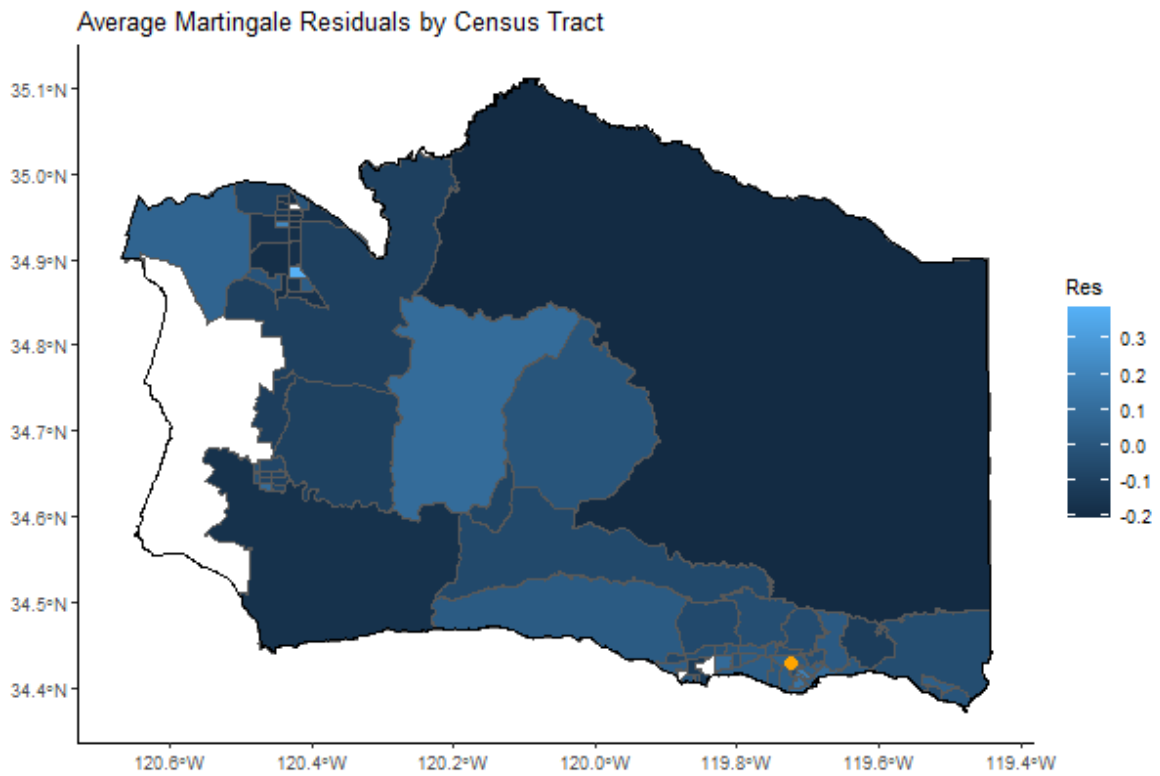 Average Martingale Residuals by Census Tract
35.1°N
35.0°N
34.9°N
34.8°N
34.7°N
34.6°N
34.5°N
34.4°N
Res
0.3
0.2
0.1
0.0
-0.1
-0.2
120.6°W 120.4°W 120.2°W 120.0°W 119.8°W 119.6°W 119.4°W